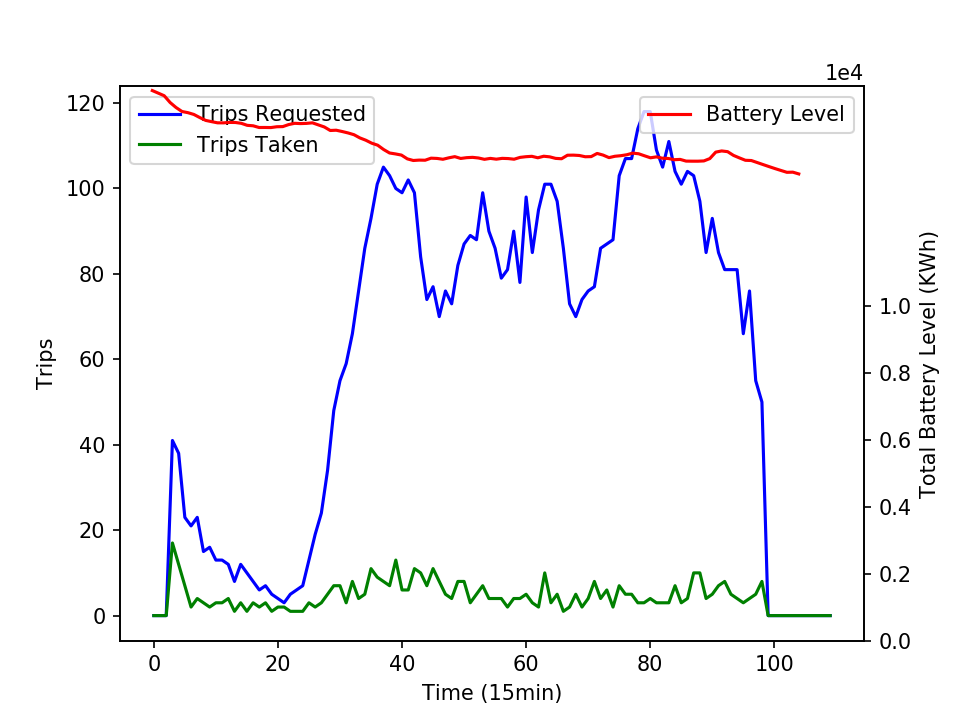 1e4
Trips Requested
Trips Taken
Battery Level
120
100
80
60
40
20
0
Trips
1.0
0.8
0.6
0.4
0.2
0.0
Total Battery Level (KWh)
0 20 40 60 80 100
Time (15min)